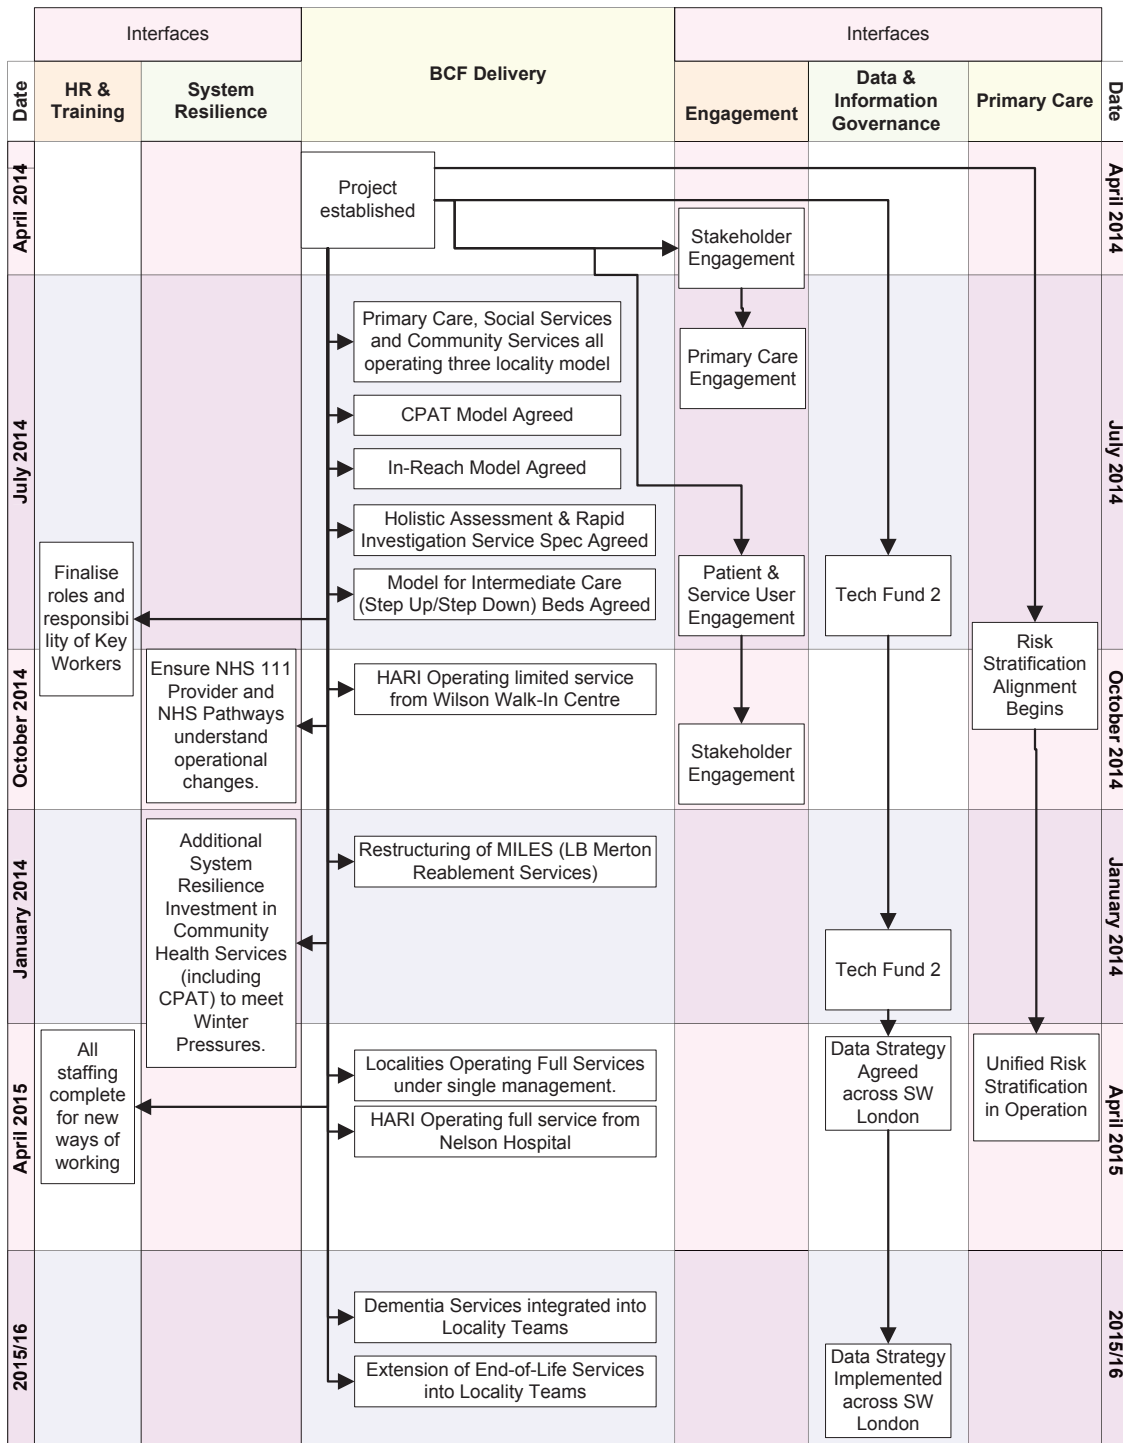 Interfaces
BCF Delivery
Interfaces
Date
HR &
Training
System
Resilience
Engagement
Data &
Information
Governance
Primary Care
Date
April 2014
Project
established
Stakeholder
Engagement
April 2014
July 2014
Primary Care, Social Services
and Community Services all
operating three locality model
Primary Care
Engagement
CPAT Model Agreed
In-Reach Model Agreed
Holistic Assessment & Rapid
Investigation Service Spec Agreed
Model for Intermediate Care
(Step Up/Step Down) Beds Agreed
Finalise
roles and
responsibi
lity of Key
Workers
Patient &
Service User
Engagement
Tech Fund 2
July 2014
October 2014
Ensure NHS 111
Provider and
NHS Pathways
understand
operational
changes.
HARI Operating limited service
from Wilson Walk-In Centre
Stakeholder
Engagement
Risk
Stratification
Alignment
Begins
October 2014
January 2014
Additional
System
Resilience
Investment in
Community
Health Services
(including
CPAT) to meet
Winter
Pressures.
Restructuring of MILES (LB Merton
Reablement Services)
Tech Fund 2
January 2014
April 2015
All
staffing
complete
for new
ways of
working
Localities Operating Full Services
under single management.
HARI Operating full service from
Nelson Hospital
Data Strategy
Agreed
across SW
London
Unified Risk
Stratification
in Operation
April 2015
2015/16
Dementia Services integrated into
Locality Teams
Extension of End-of-Life Services
into Locality Teams
Data Strategy
Implemented
across SW
London
2015/16